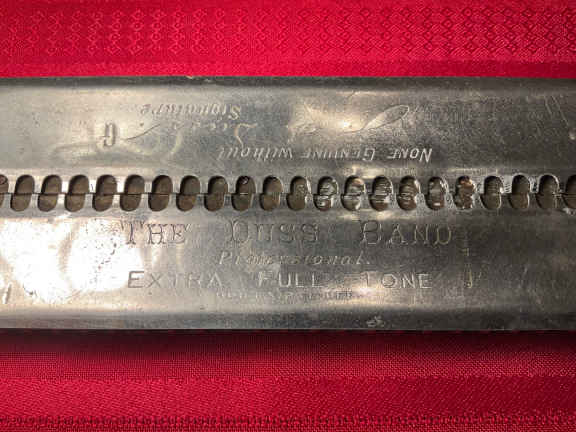 THE DUSS BAND
Professional.
EXTRA FULL TONE
NONE GENUINE without
Signature